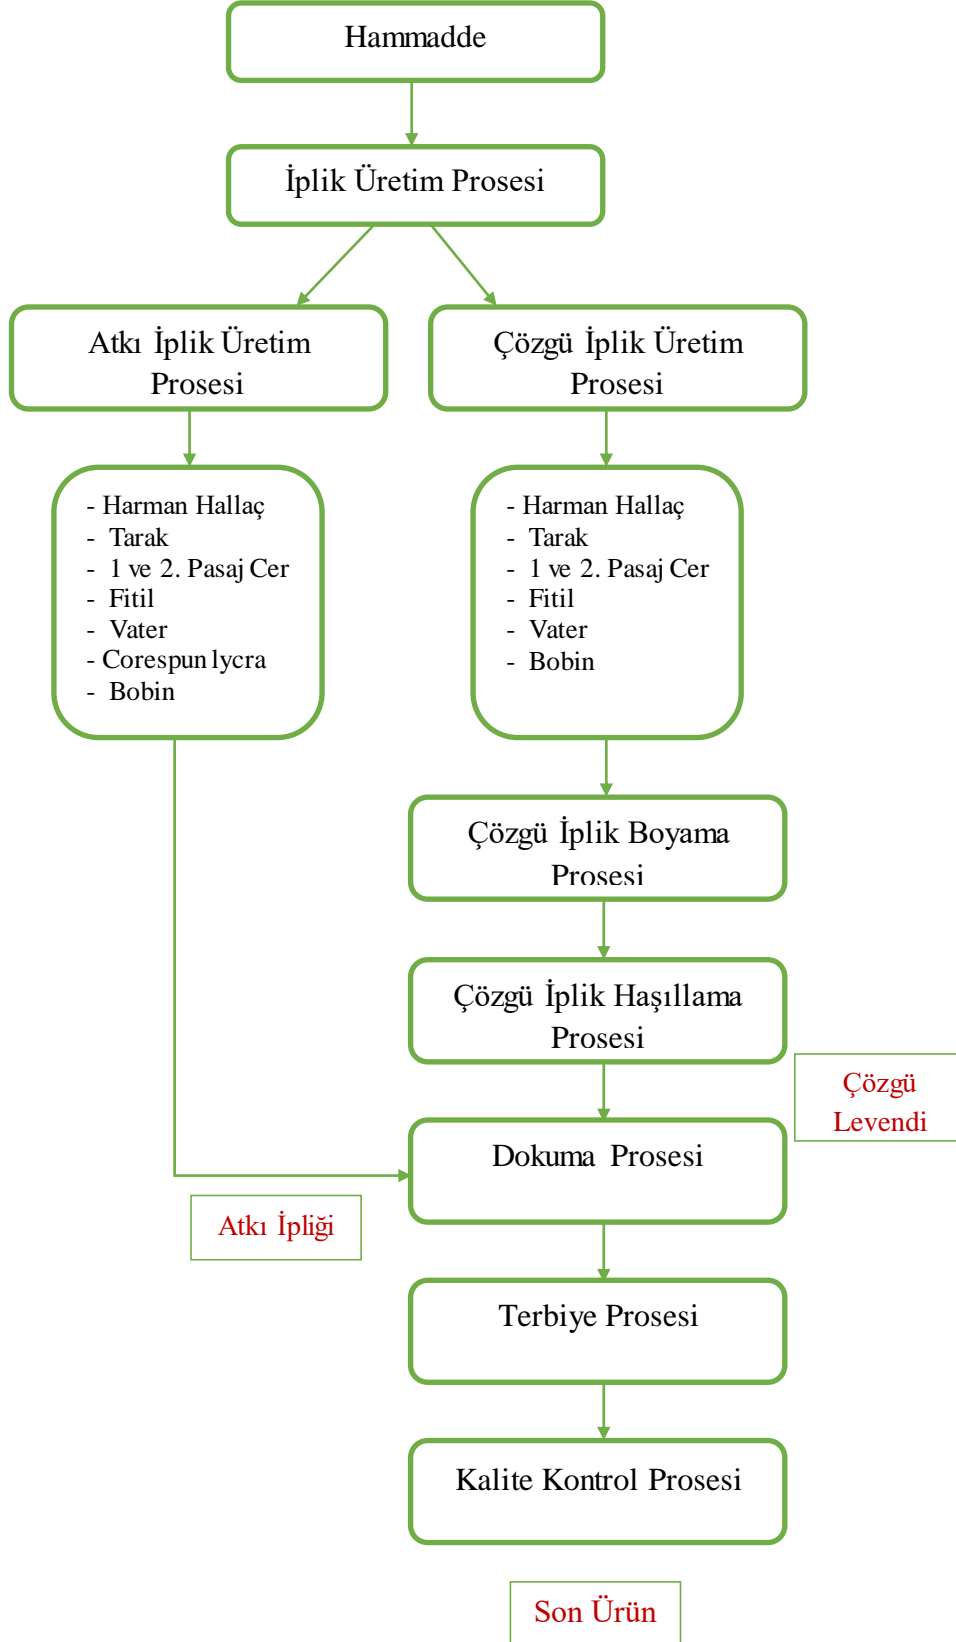 Hammadde
İplik Üretim Prosesi
Atkı İplik Üretim
Prosesi
Çözgü İplik Üretim
Prosesi
- Harman Hallaç
- Tarak
- 1 ve 2. Pasaj Cer
- Fitil
- Vater
- Corespun lycra
- Bobin
- Harman Hallaç
- Tarak
- 1 ve 2. Pasaj Cer
- Fitil
- Vater
- Bobin
Çözgü İplik Boyama
Prosesi
Çözgü İplik Haşıllama
Prosesi
Çözgü
Levendi
Dokuma Prosesi
Atkı İpliği
Terbiye Prosesi
Kalite Kontrol Prosesi
Son Ürün